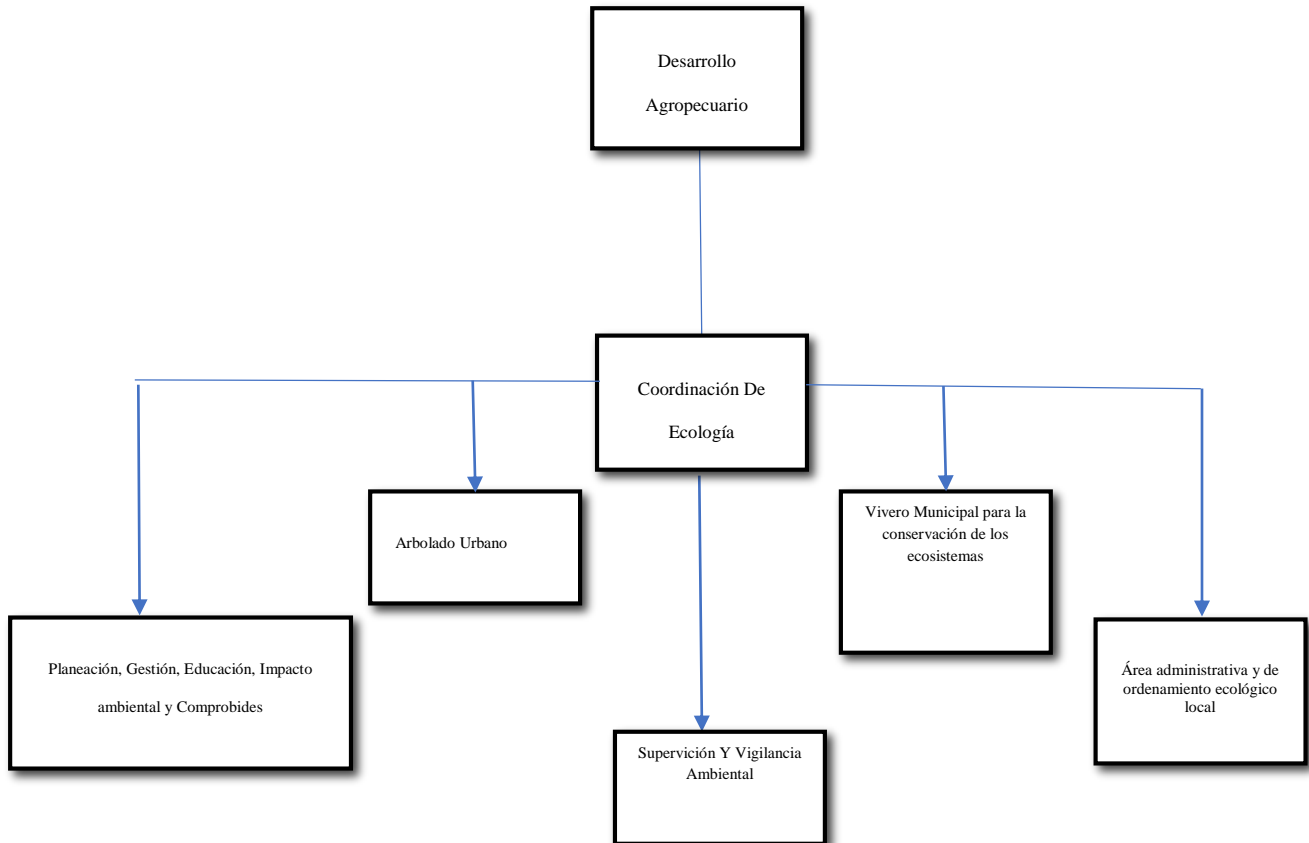 Desarrollo
Agropecuario
Coordinación De
Ecología
Arbolado Urbano
Vivero Municipal para la
conservación de los
ecosistemas
Planeación, Gestión, Educación, Impacto
ambiental y Comprobides
Área administrativa y de
ordenamiento ecológico
local
Supervisión Y Vigilancia
Ambiental